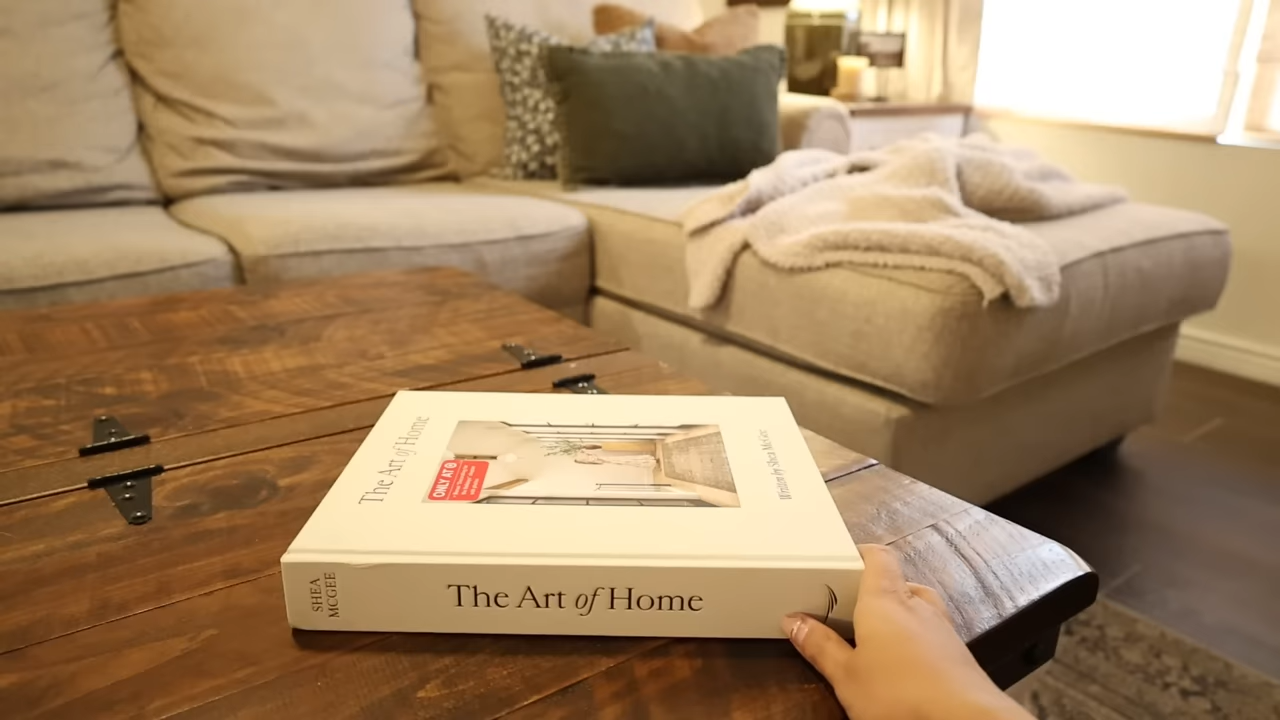 The Art of Home
ONLY AT
Written by Shea McGee
SHEA
MCGEE
The Art of Home